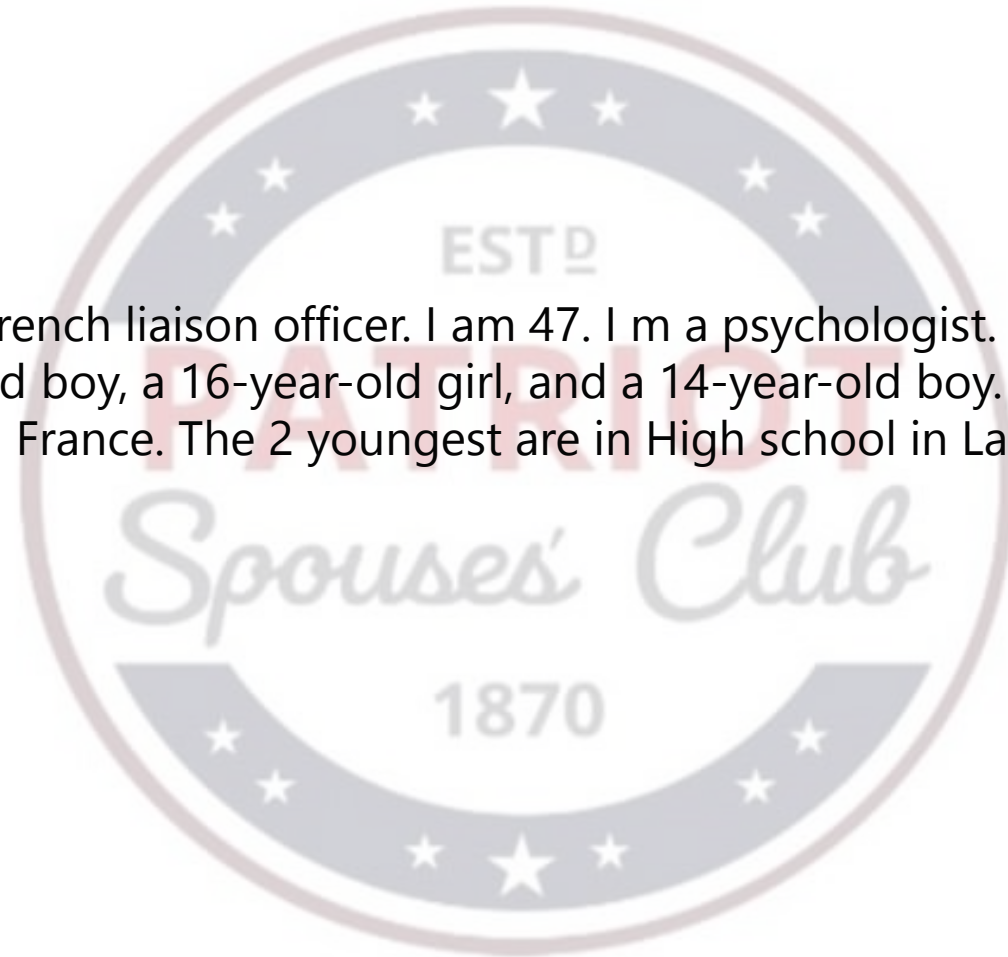 ESTD
rench liaison officer. I am 47. I m a psychologist.
d boy, a 16-year-old girl, and a 14-year-old boy.
France. The 2 youngest are in High school in La
PATRIOT
Spouses' Club
1870